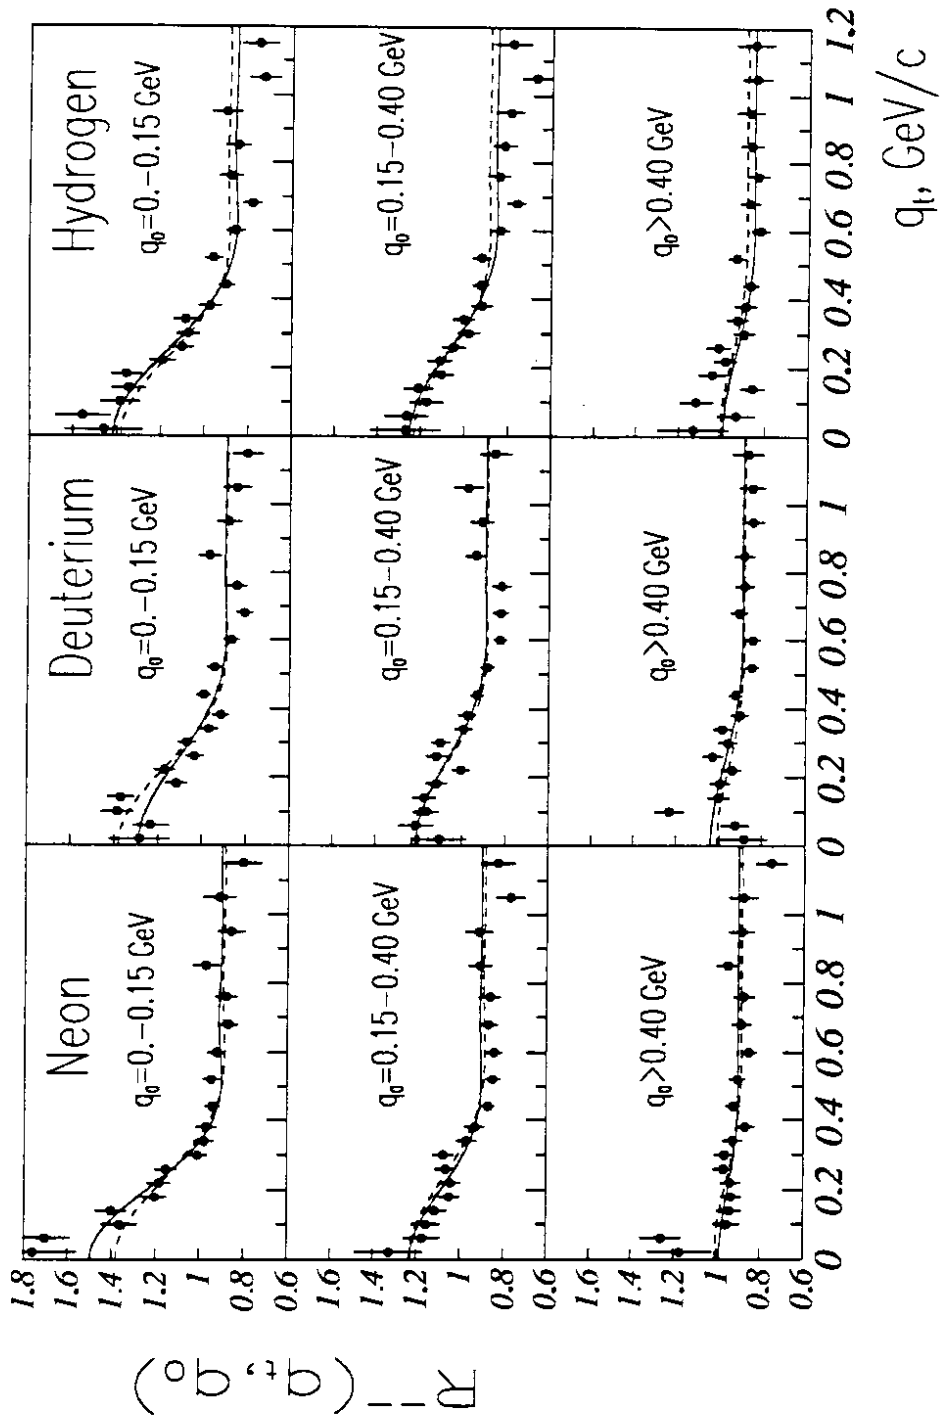 Neon
Deuterium
Hydrogen
q₀=0.-0.15 GeV
q₀=0.-0.15 GeV
q₀=0.-0.15 GeV
q₀=0.15-0.40 GeV
q₀=0.15-0.40 GeV
q₀=0.15-0.40 GeV
q₀>0.40 GeV
q₀>0.40 GeV
q₀>0.40 GeV
R⁻⁻(qₜ, q₀)
1.8
1.6
1.4
1.2
1
0.8
0.6
1.6
1.4
1.2
1
0.8
0.6
1.6
1.4
1.2
1
0.8
0.6
0 0.2 0.4 0.6 0.8 1
0 0.2 0.4 0.6 0.8 1
0 0.2 0.4 0.6 0.8 1 1.2
qₜ, GeV/c